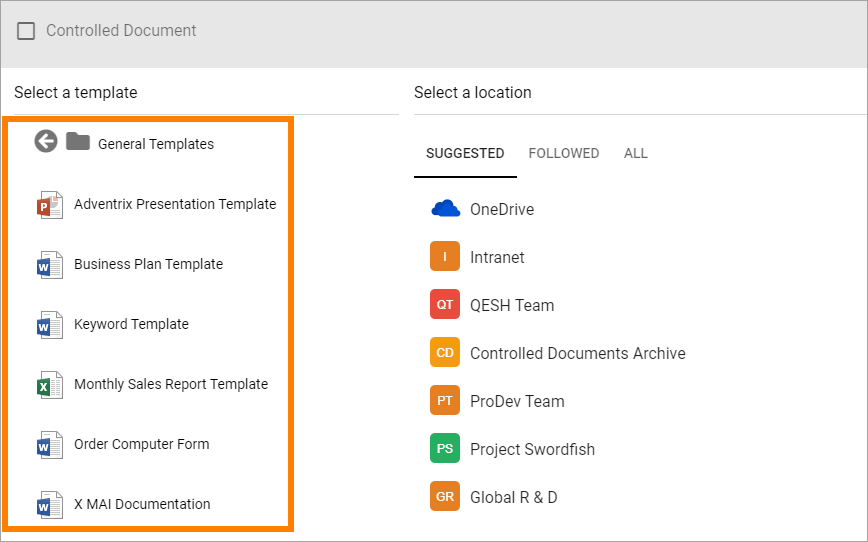 Controlled Document
Select a template
General Templates
P Adventrix Presentation Template
W Business Plan Template
W Keyword Template
X Monthly Sales Report Template
W Order Computer Form
W X MAI Documentation
Select a location
SUGGESTED FOLLOWED ALL
OneDrive
I Intranet
QT QESH Team
CD Controlled Documents Archive
PT ProDev Team
PS Project Swordfish
GR Global R & D